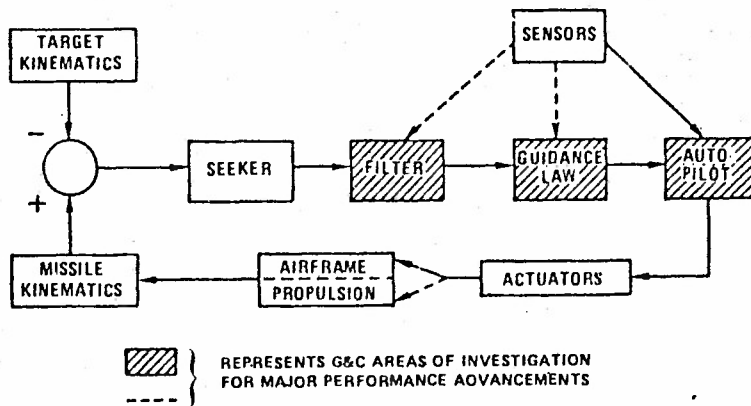 TARGET
KINEMATICS
SENSORS
−
SEEKER
FILTER
GUIDANCE
LAW
AUTO-
PILOT
+
MISSILE
KINEMATICS
AIRFRAME
PROPULSION
ACTUATORS
REPRESENTS G&C AREAS OF INVESTIGATION
FOR MAJOR PERFORMANCE AOVANCEMENTS